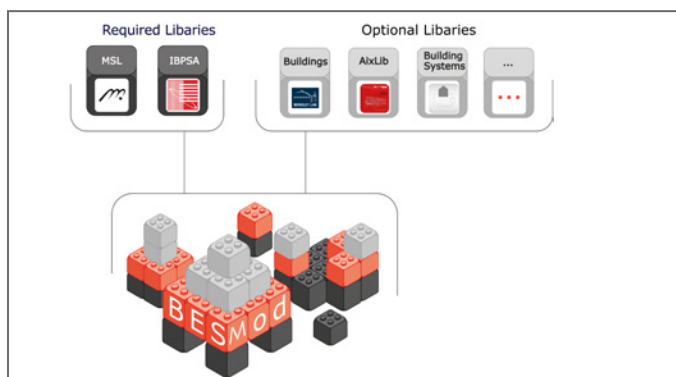 Required Libaries
Optional Libaries
MSL
IBPSA
Buildings
AixLib
Building
Systems
...
BESMod